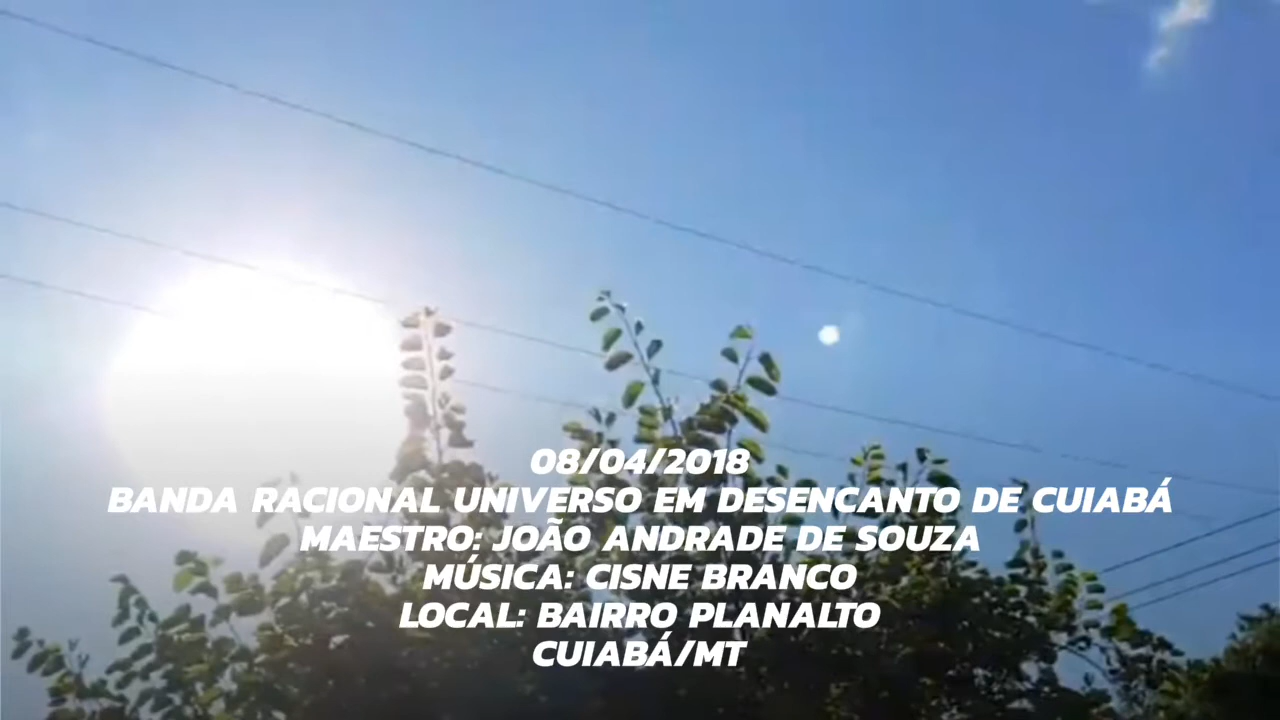 08/04/2018
BANDA RACIONAL UNIVERSO EM DESENCANTO DE CUIABÁ
MAESTRO: JOÃO ANDRADE DE SOUZA
MÚSICA: CISNE BRANCO
LOCAL: BAIRRO PLANALTO
CUIABÁ/MT